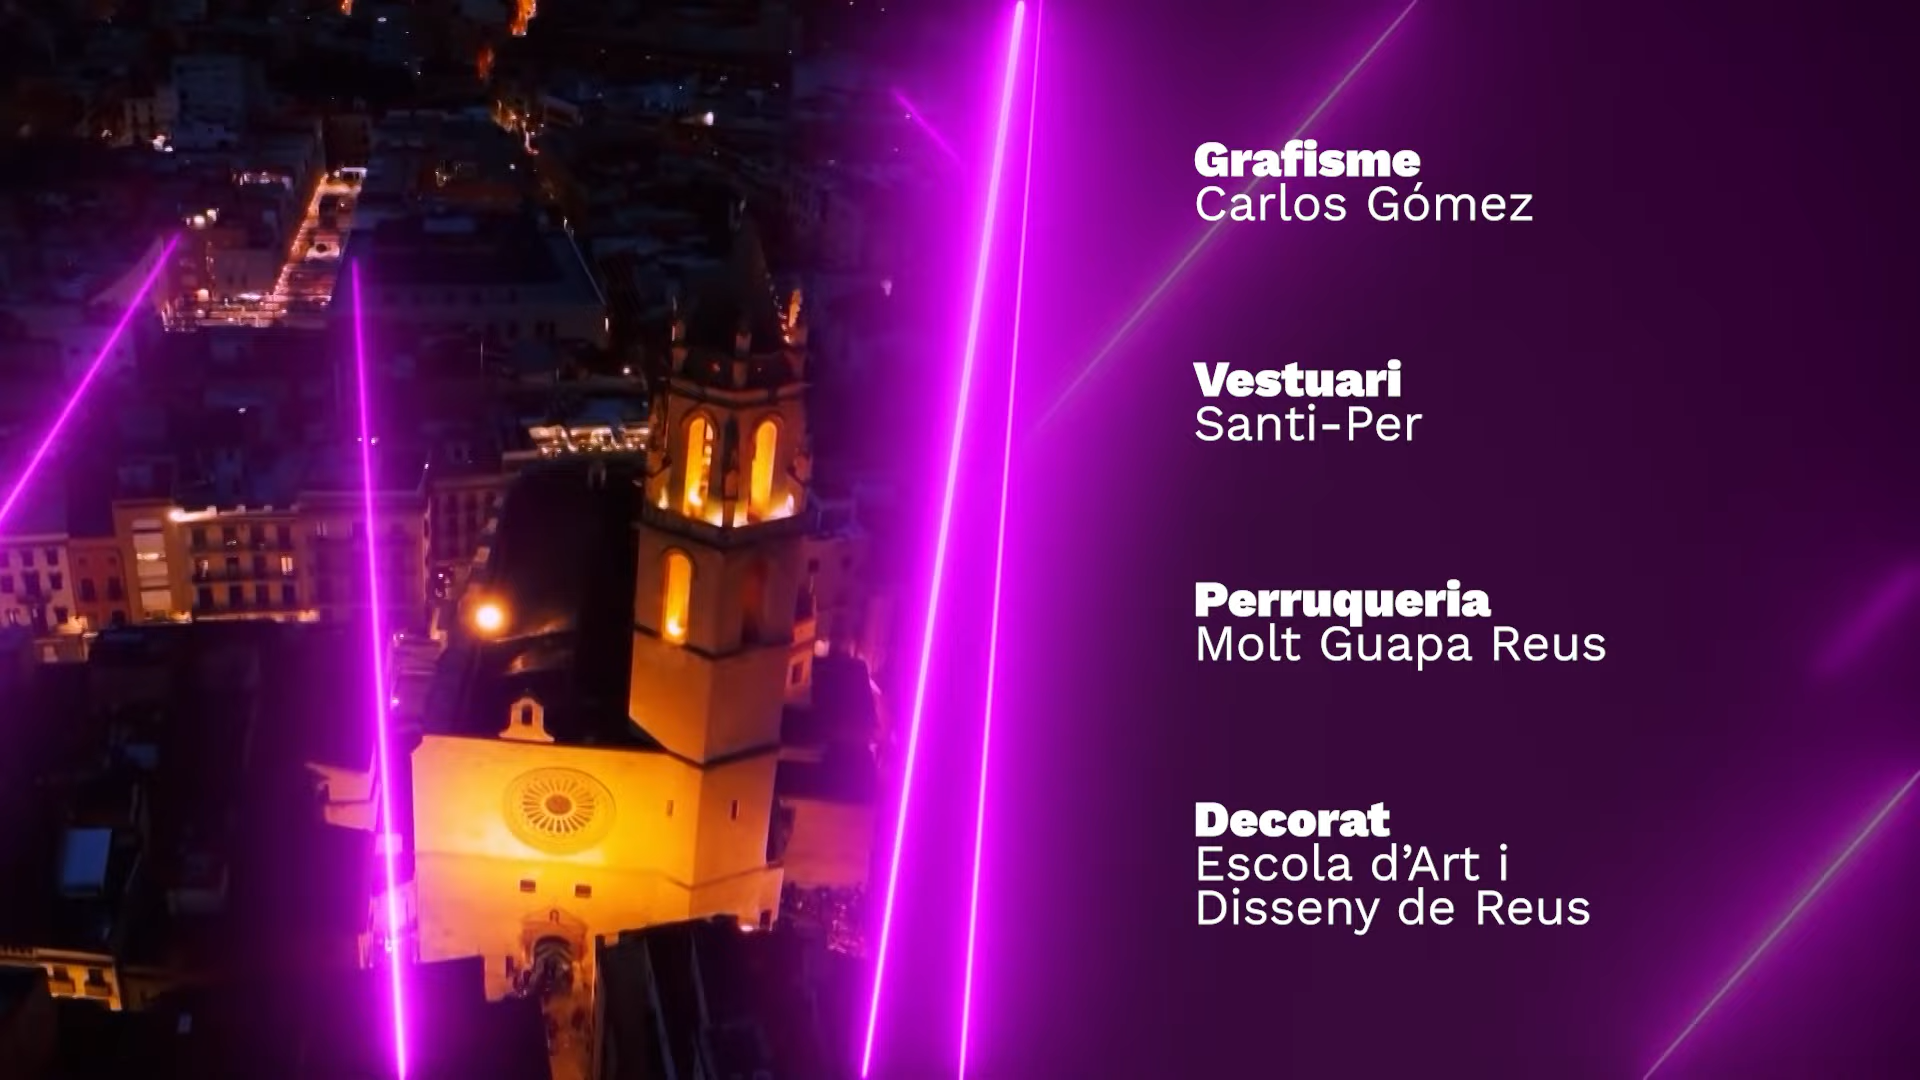 Grafisme
Carlos Gómez
Vestuari
Santi-Per
Perruqueria
Molt Guapa Reus
Decorat
Escola d’Art i
Disseny de Reus